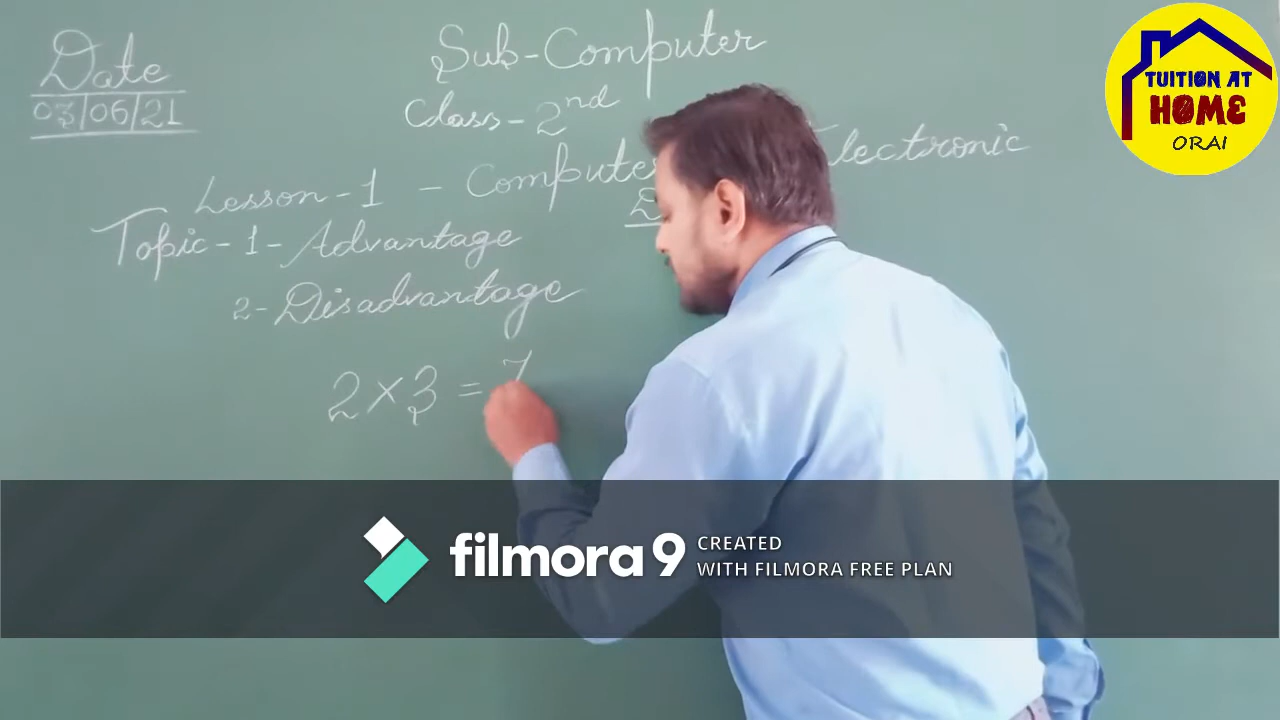 Date
03/06/21
Sub-Computer
Class-2nd
Lesson-1 - Computer Electronic
Topic-1-Advantage
2-Disadvantage
2×3 = 7
TUITION AT
HOME
ORAI
filmora 9 CREATED
WITH FILMORA FREE PLAN